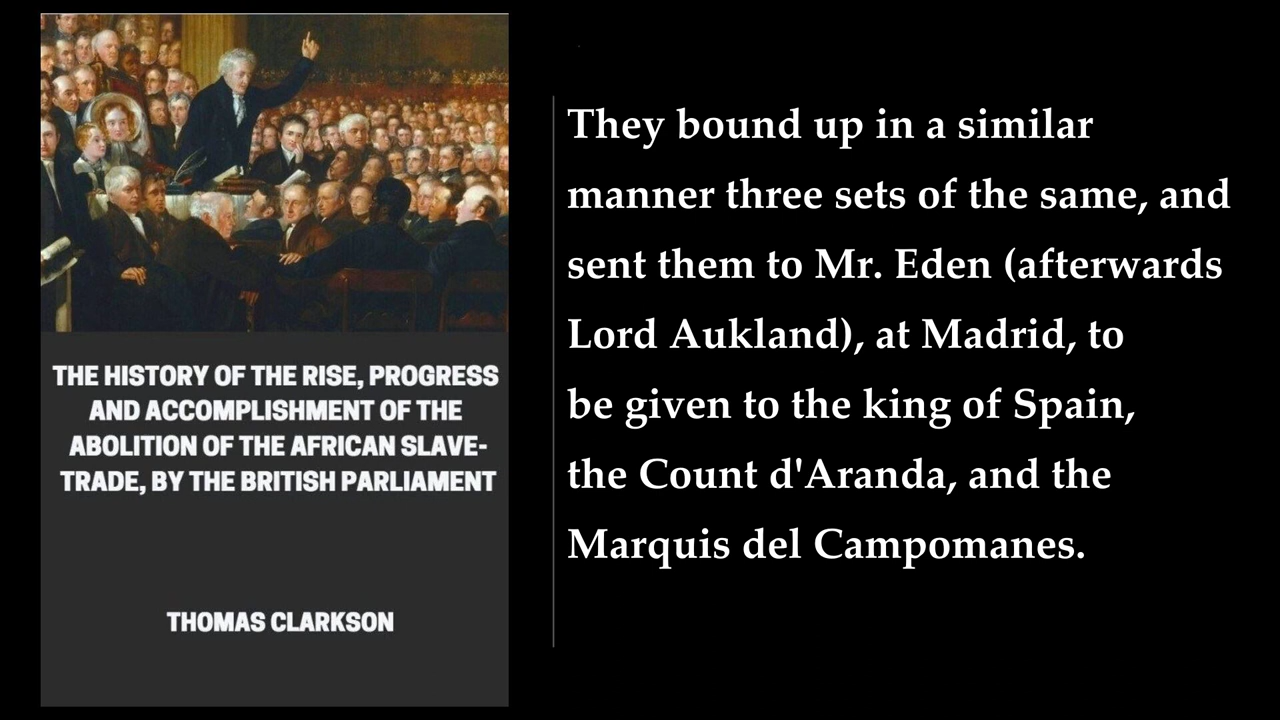 THE HISTORY OF THE RISE, PROGRESS
AND ACCOMPLISHMENT OF THE
ABOLITION OF THE AFRICAN SLAVE-
TRADE, BY THE BRITISH PARLIAMENT
THOMAS CLARKSON
They bound up in a similar
manner three sets of the same, and
sent them to Mr. Eden (afterwards
Lord Aukland), at Madrid, to
be given to the king of Spain,
the Count d'Aranda, and the
Marquis del Campomanes.